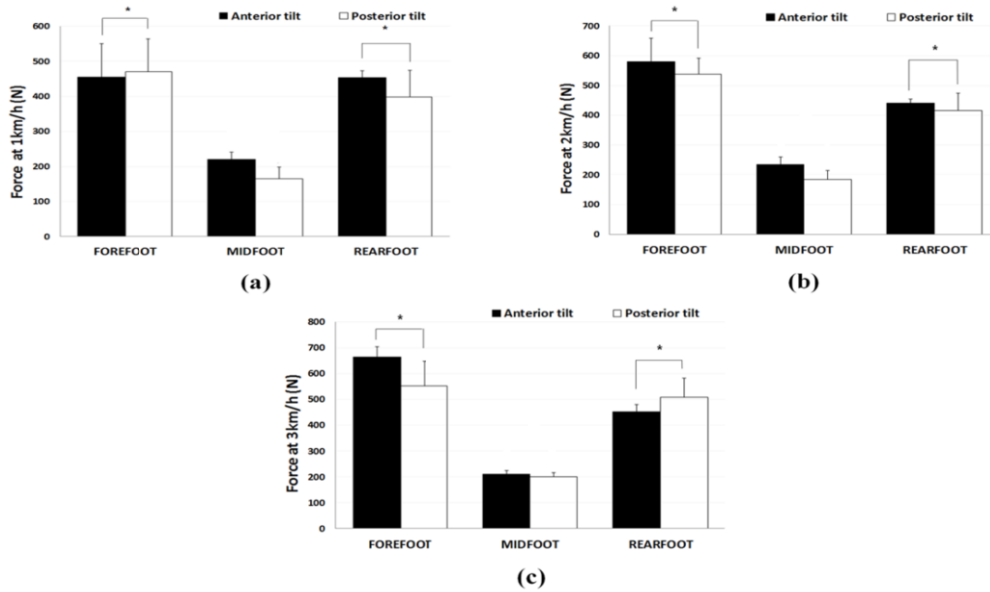 ■ Anterior tilt □ Posterior tilt
Force at 1km/h (N)
600
500
400
300
200
100
0
*
*
FOREFOOT MIDFOOT REARFOOT
(a)
■ Anterior tilt □ Posterior tilt
Force at 2km/h (N)
700
600
500
400
300
200
100
0
*
*
FOREFOOT MIDFOOT REARFOOT
(b)
■ Anterior tilt □ Posterior tilt
Force at 3km/h (N)
800
700
600
500
400
300
200
100
0
*
*
FOREFOOT MIDFOOT REARFOOT
(c)